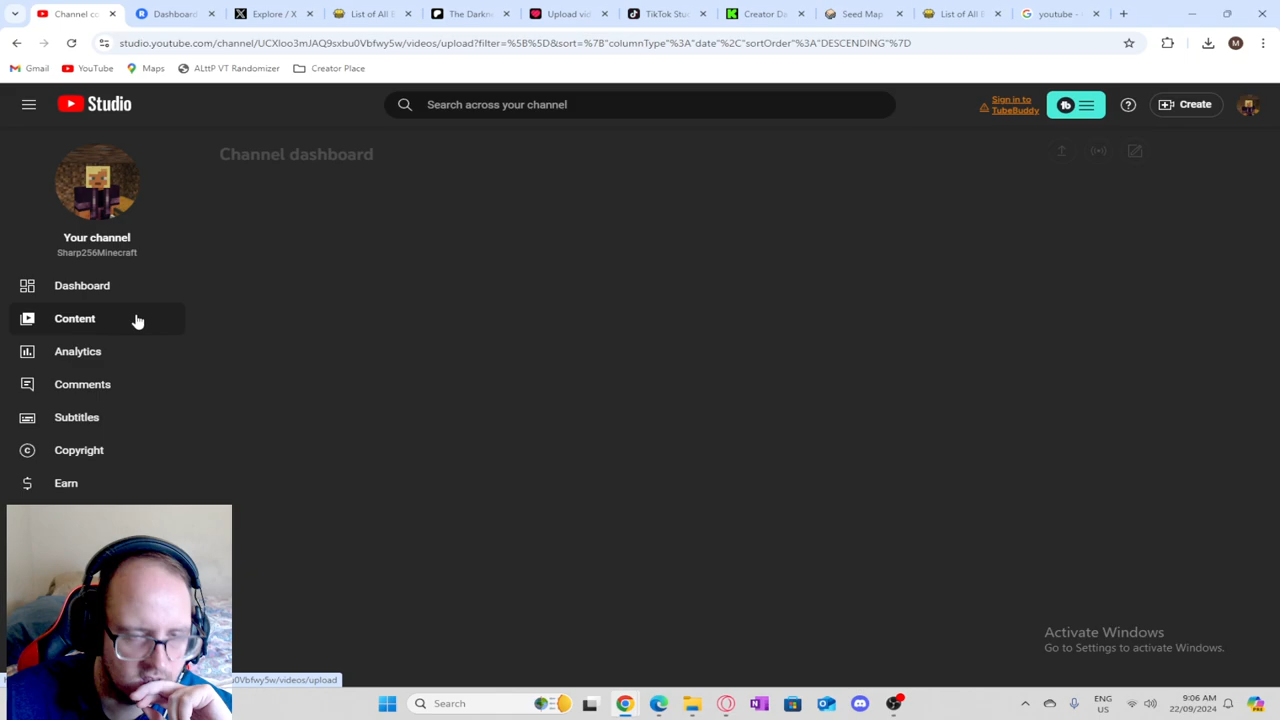 Channel co
Dashboard
Explore / X
List of All E
The Darkn
Upload vid
TikTok Stu
Creator Da
Seed Map
List of All E
youtube -
studio.youtube.com/channel/UCXIoo3mJAQ9sxbu0Vbfwy5w/videos/upload?filter=%5B%5D&sort=%7B"columnType"%3A"date"%2C"sortOrder"%3A"DESCENDING"%7D
M
Gmail
YouTube
Maps
ALttP VT Randomizer
Creator Place
Studio
Search across your channel
Sign in to
TubeBuddy
Create
Channel dashboard
Your channel
Sharp256Minecraft
Dashboard
Content
Analytics
Comments
Subtitles
Copyright
Earn
Activate Windows
Go to Settings to activate Windows.
u0Vbfwy5w/videos/upload
Search
ENG
US
9:06 AM
22/09/2024